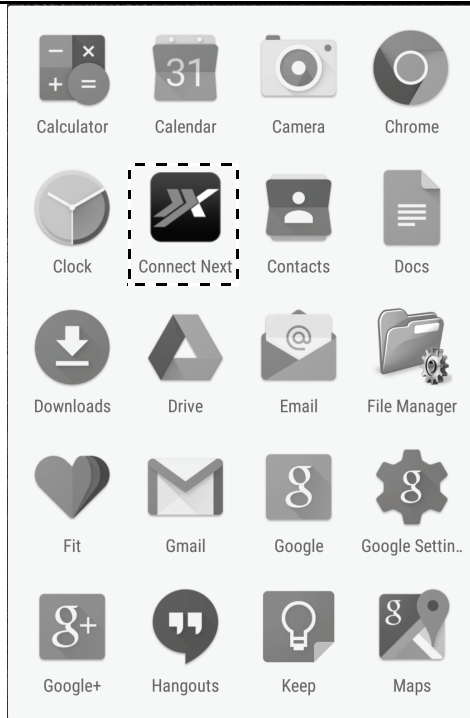 Calculator Calendar Camera Chrome
31
Clock Connect Next Contacts Docs
Downloads Drive Email File Manager
@
Fit Gmail Google Google Settin..
g g
Google+ Hangouts Keep Maps
g+ g